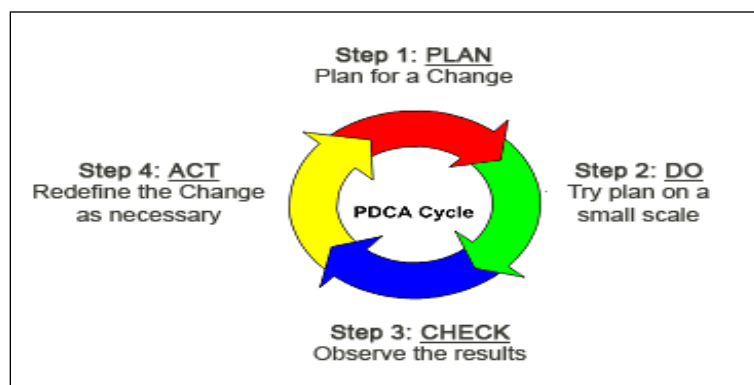 Step 1: PLAN
Plan for a Change
Step 4: ACT
Redefine the Change
as necessary
PDCA Cycle
Step 2: DO
Try plan on a
small scale
Step 3: CHECK
Observe the results